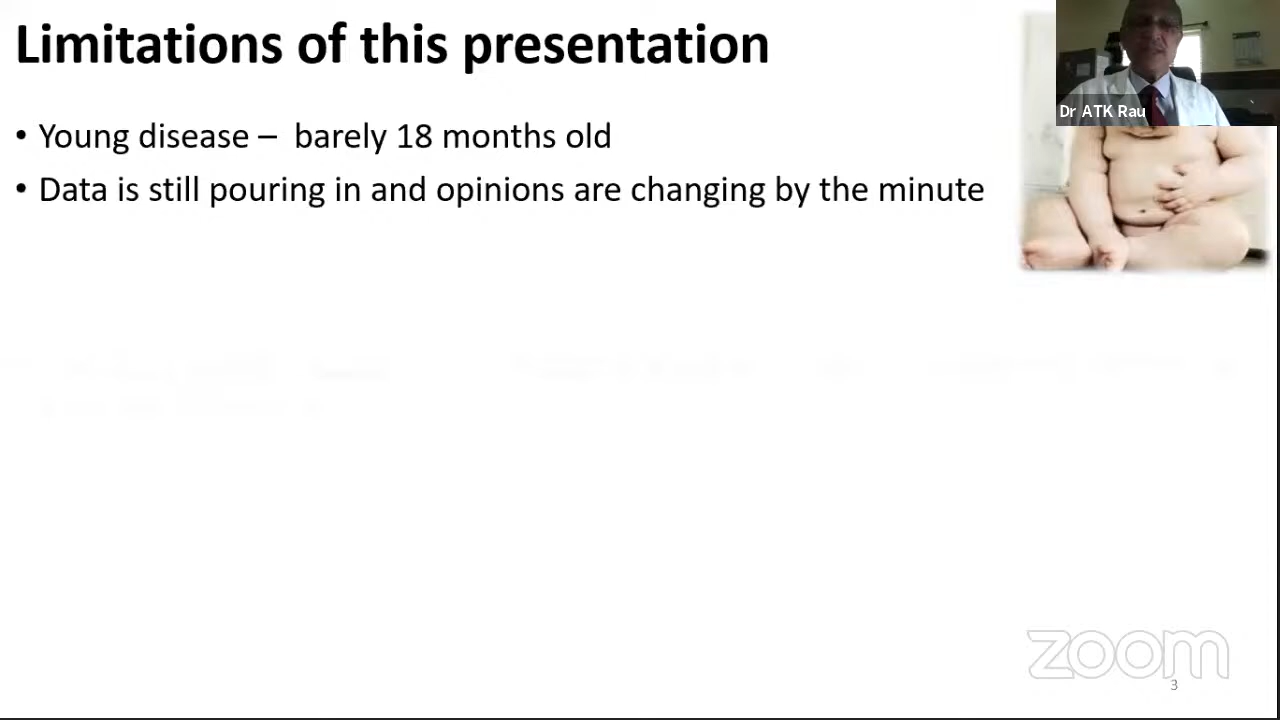 Limitations of this presentation
Dr ATK Rau
• Young disease – barely 18 months old
• Data is still pouring in and opinions are changing by the minute
zoom
3